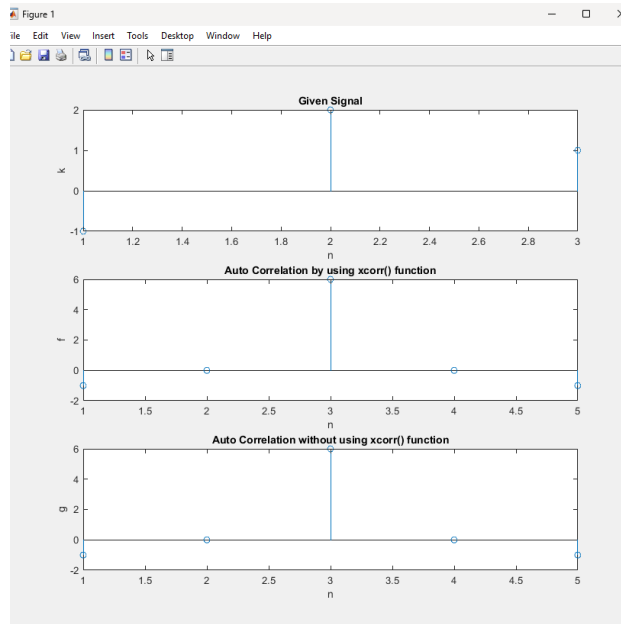 Figure 1
ile Edit View Insert Tools Desktop Window Help
Given Signal
2
1
0
-1
k
1 1.2 1.4 1.6 1.8 2 2.2 2.4 2.6 2.8 3
n
Auto Correlation by using xcorr() function
6
4
2
0
-2
f
1 1.5 2 2.5 3 3.5 4 4.5 5
n
Auto Correlation without using xcorr() function
6
4
2
0
-2
g
1 1.5 2 2.5 3 3.5 4 4.5 5
n